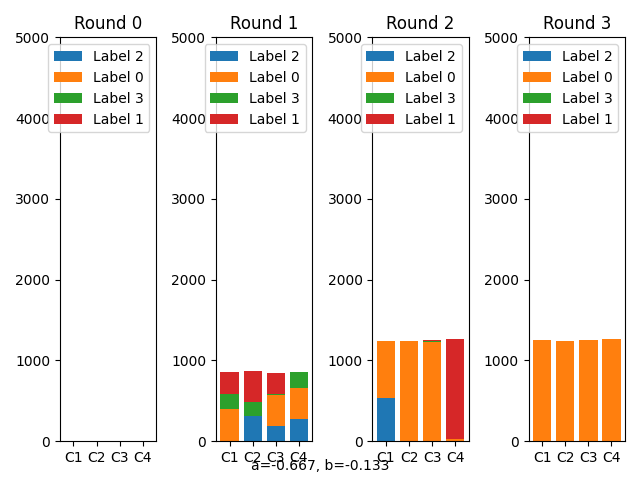 Round 0 Round 1 Round 2 Round 3
5000 5000 5000 5000
Label 2 Label 2 Label 2 Label 2
Label 0 Label 0 Label 0 Label 0
Label 3 Label 3 Label 3 Label 3
4000 4000 4000 4000
Label 1 Label 1 Label 1 Label 1
3000 3000 3000 3000
2000 2000 2000 2000
1000 1000 1000 1000
0 0 0 0
C1 C2 C3 C4 C1 C2 C3 C4 C1 C2 C3 C4 C1 C2 C3 C4
a=-0.667, b=-0.133